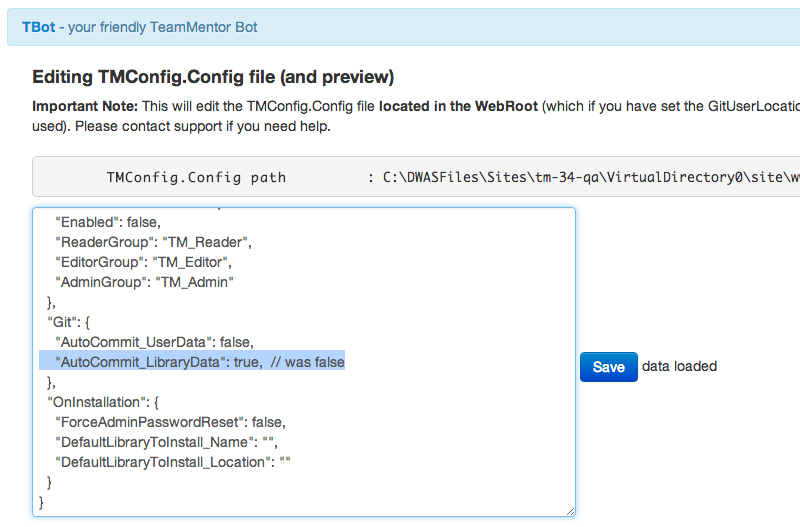 TBot - your friendly TeamMentor Bot
Editing TMConfig.Config file (and preview)
Important Note: This will edit the TMConfig.Config file located in the WebRoot (which if you have set the
used). Please contact support if you need help.
TMConfig.Config path : C:\DWASFiles\Sites\tm-34-qa\VirtualDirectory0\site\
"Enabled": false,
"ReaderGroup": "TM_Reader",
"EditorGroup": "TM_Editor",
"AdminGroup": "TM_Admin"
},
"Git": {
"AutoCommit_UserData": false,
"AutoCommit_LibraryData": true, // was false
},
"OnInstallation": {
"ForceAdminPasswordReset": false,
"DefaultLibraryToInstall_Name": "",
"DefaultLibraryToInstall_Location": ""
}
}
Save data loaded